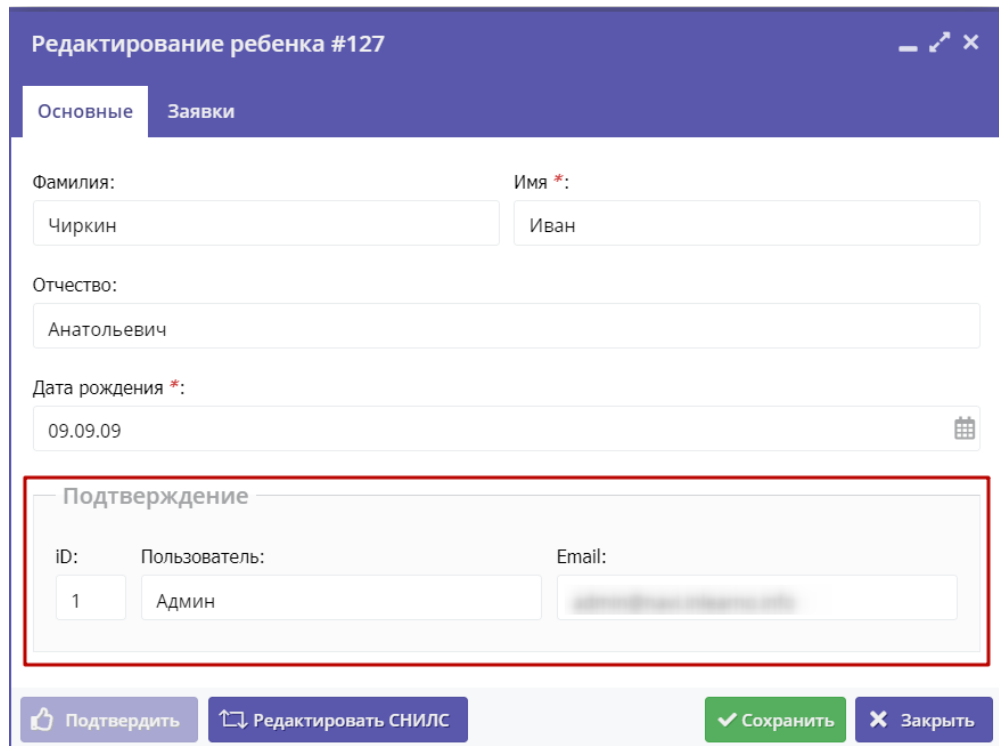 Редактирование ребенка #127
Основные Заявки
Фамилия: Имя *:
Чиркин Иван
Отчество:
Анатольевич
Дата рождения *:
09.09.09
Подтверждение
iD: Пользователь: Email:
1 Админ
Подтвердить Редактировать СНИЛС Сохранить Закрыть